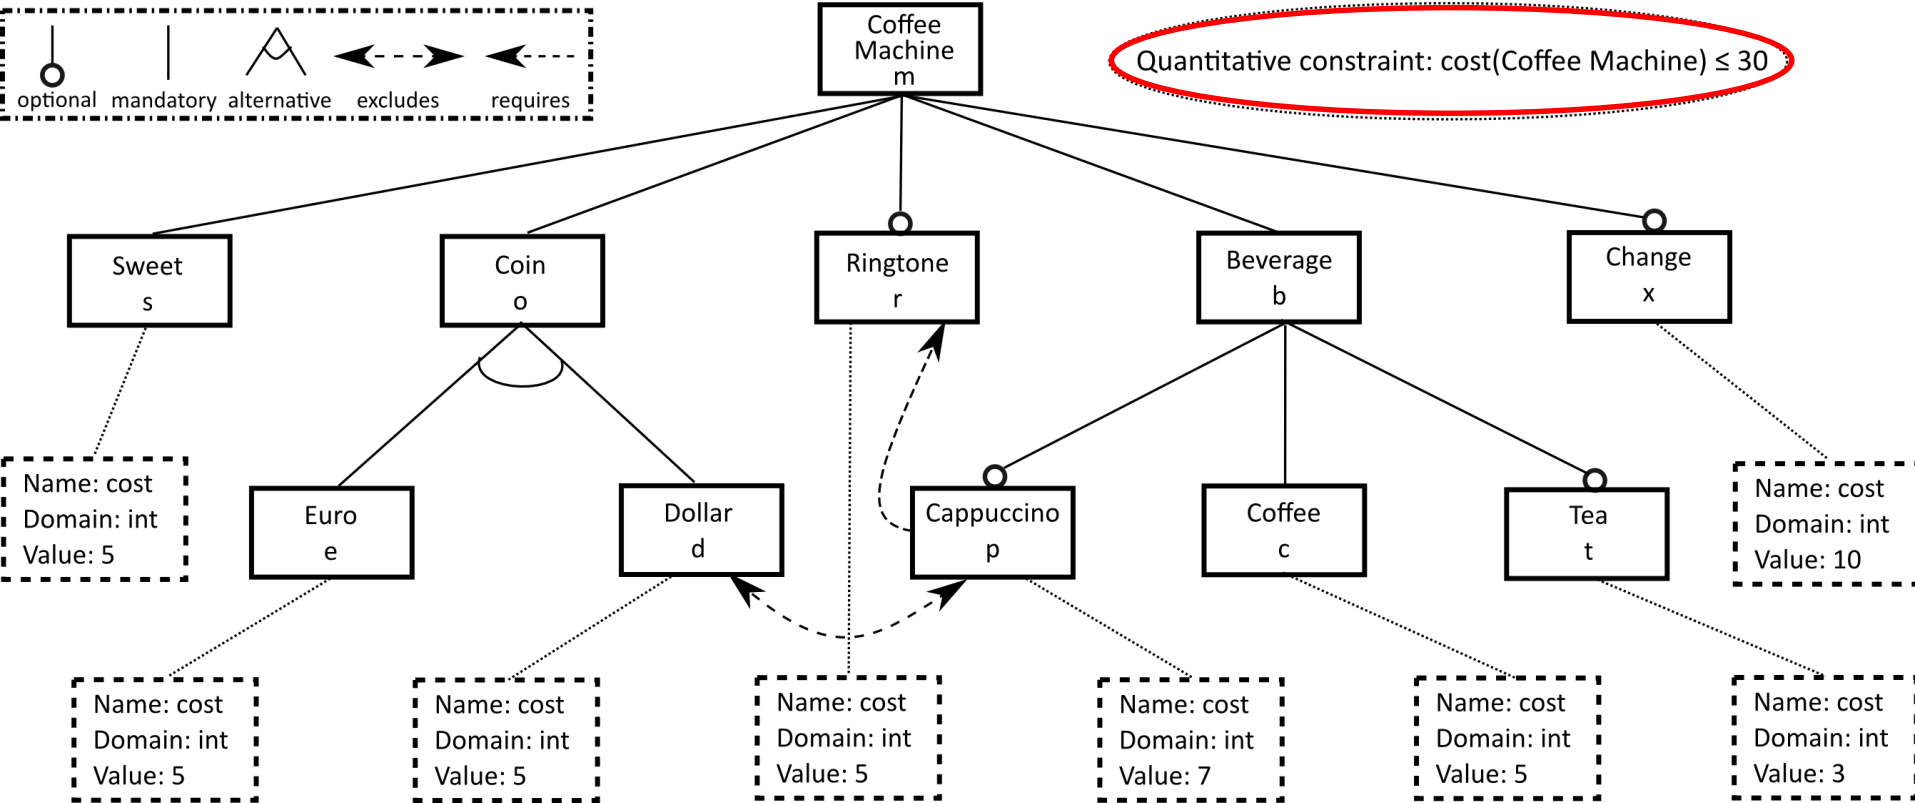 Coffee
Machine
m
Quantitative constraint: cost(Coffee Machine) ≤ 30
optional
mandatory
alternative
excludes
requires
Sweet
s
Coin
o
Ringtone
r
Beverage
b
Change
x
Name: cost
Domain: int
Value: 5
Euro
e
Dollar
d
Cappuccino
p
Coffee
c
Tea
t
Name: cost
Domain: int
Value: 10
Name: cost
Domain: int
Value: 5
Name: cost
Domain: int
Value: 5
Name: cost
Domain: int
Value: 5
Name: cost
Domain: int
Value: 7
Name: cost
Domain: int
Value: 5
Name: cost
Domain: int
Value: 3